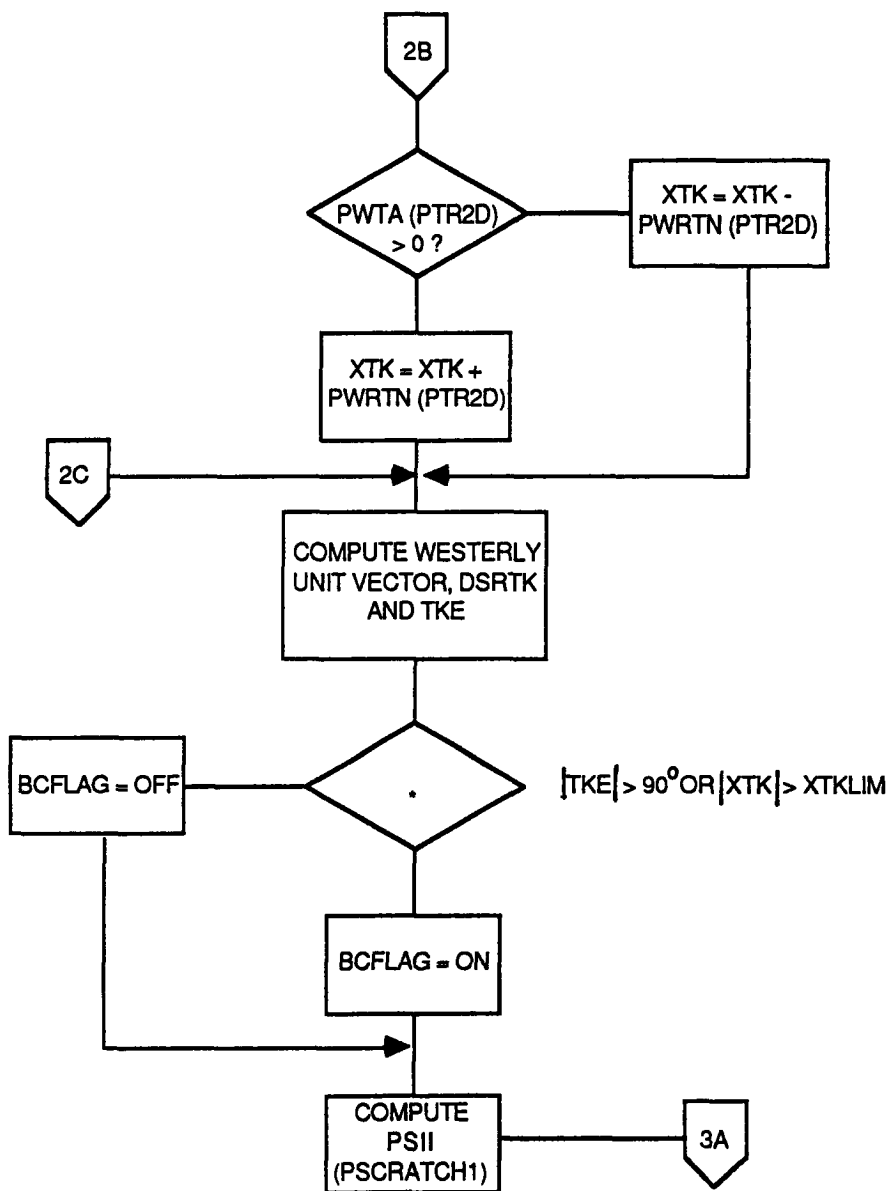 2B
PWTA (PTR2D)
> 0 ?
XTK = XTK -
PWRTN (PTR2D)
XTK = XTK +
PWRTN (PTR2D)
2C
COMPUTE WESTERLY
UNIT VECTOR, DSRTK
AND TKE
BCFLAG = OFF
*
|TKE| > 90° OR |XTK| > XTKLIM
BCFLAG = ON
COMPUTE
PSII
(PSCRATCH1)
3A